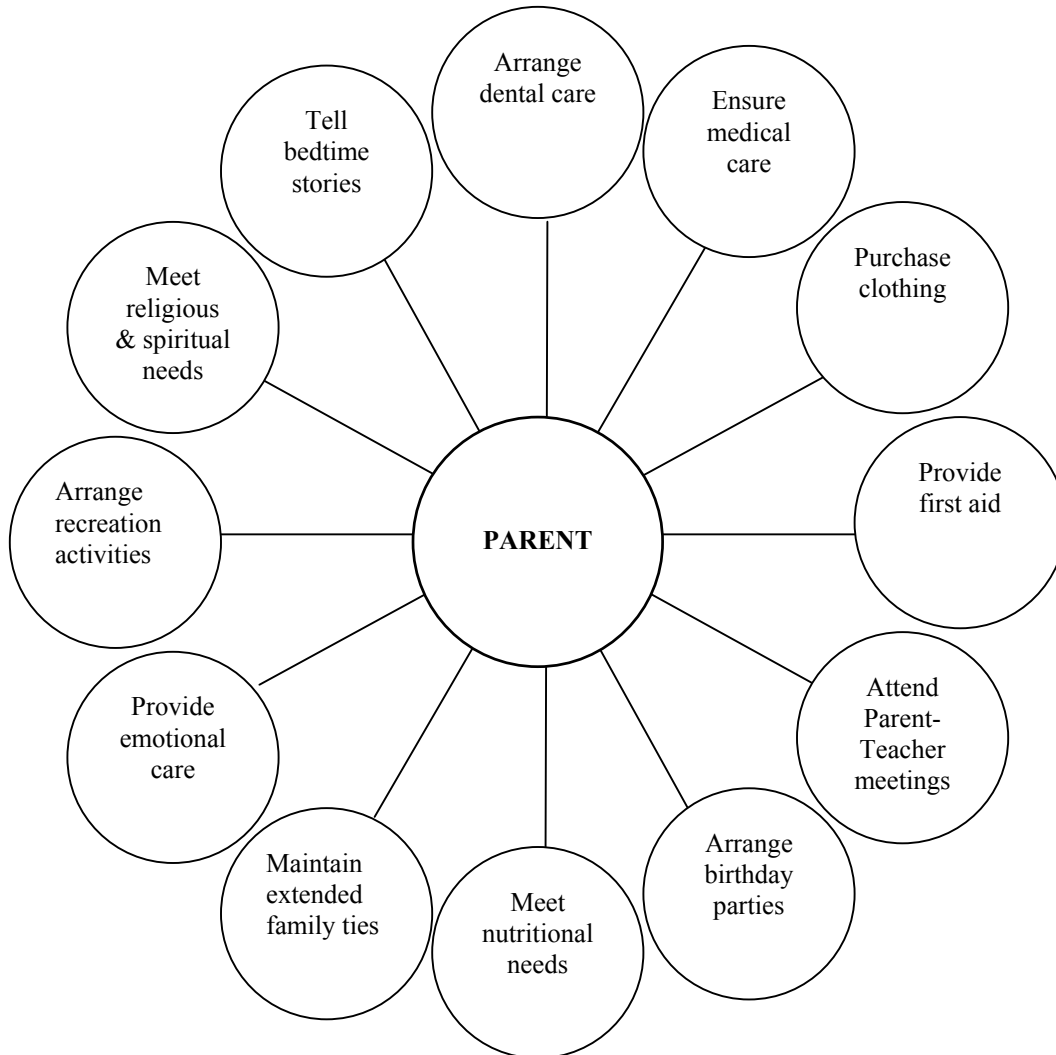 Arrange
dental care
Ensure
medical
care
Purchase
clothing
Provide
first aid
Attend
Parent-
Teacher
meetings
Arrange
birthday
parties
Meet
nutritional
needs
Maintain
extended
family ties
Provide
emotional
care
Arrange
recreation
activities
Meet
religious
& spiritual
needs
Tell
bedtime
stories
PARENT